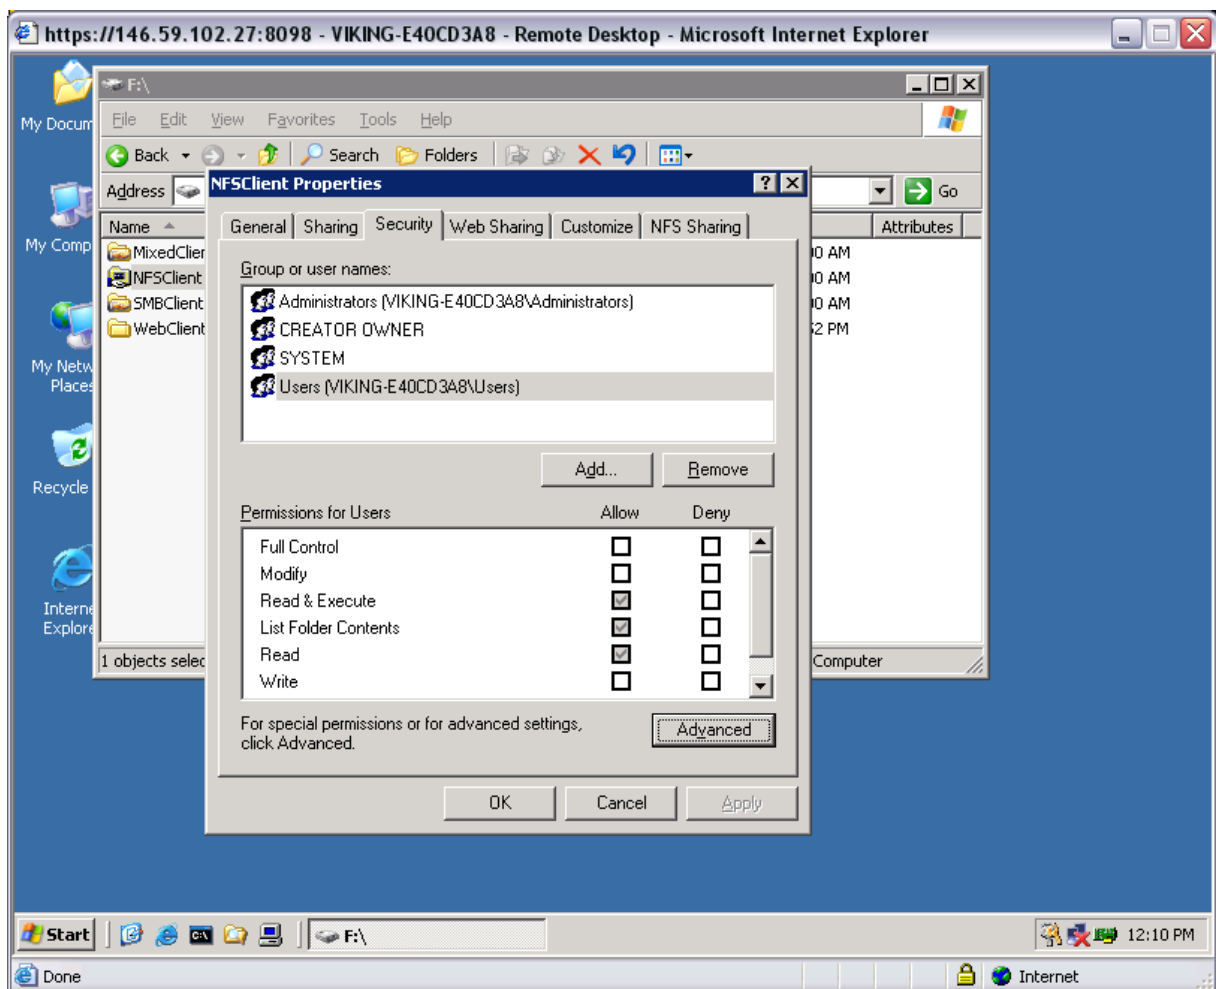 https://146.59.102.27:8098 - VIKING-E40CD3A8 - Remote Desktop - Microsoft Internet Explorer
F:\
My Docum
File Edit View Favorites Tools Help
Back Search Folders
Address Go
NFSClient Properties
General Sharing Security Web Sharing Customize NFS Sharing
Name Attributes
My Comp
MixedClier 00 AM
NFSClient 00 AM
SMBClient 00 AM
WebClient 52 PM
Group or user names:
Administrators (VIKING-E40CD3A8\Administrators)
CREATOR OWNER
SYSTEM
Users (VIKING-E40CD3A8\Users)
My Netw
Places
Add... Remove
Recycle
Permissions for Users Allow Deny
Full Control
Modify
Read & Execute
List Folder Contents
Read
Write
Interne
Explore
1 objects selec Computer
For special permissions or for advanced settings,
click Advanced.
Advanced
OK Cancel Apply
Start F:\ 12:10 PM
Done Internet